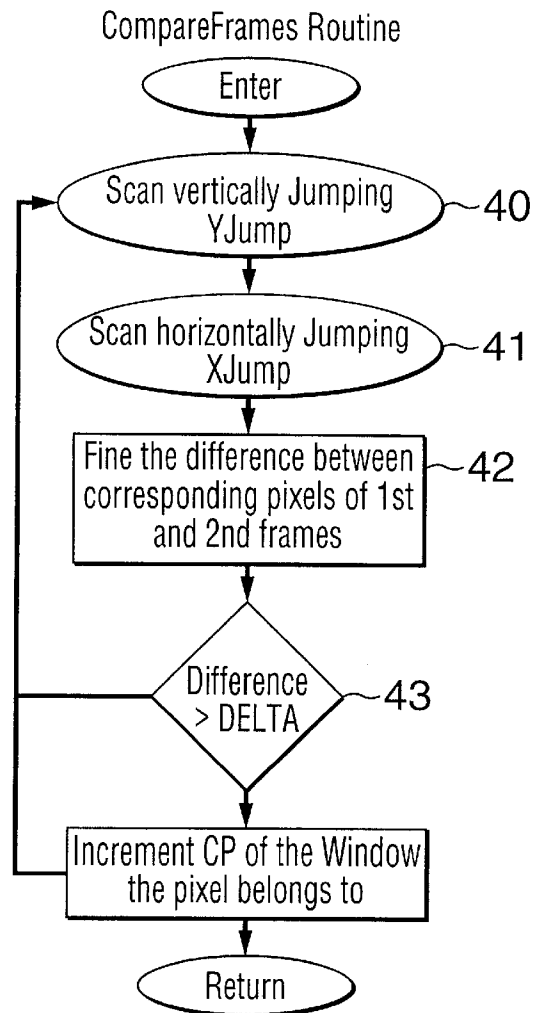 CompareFrames Routine
Enter
Scan vertically Jumping
YJump
40
Scan horizontally Jumping
XJump
41
Fine the difference between
corresponding pixels of 1st
and 2nd frames
42
Difference
> DELTA
43
Increment CP of the Window
the pixel belongs to
Return